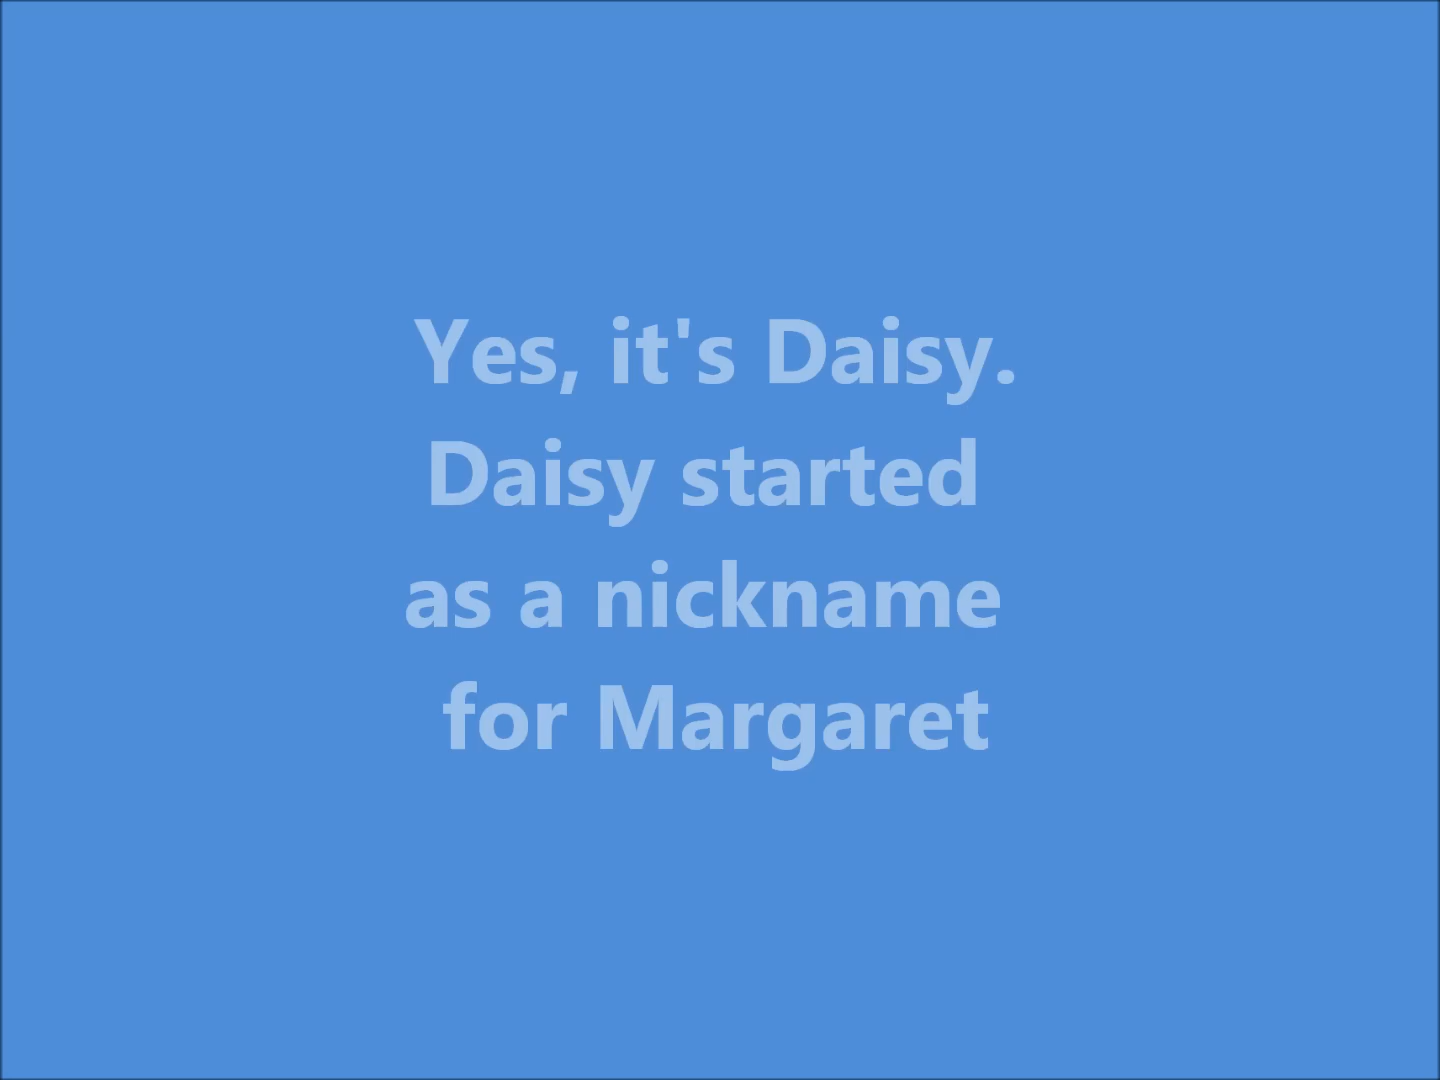 Yes, it's Daisy.
Daisy started
as a nickname
for Margaret